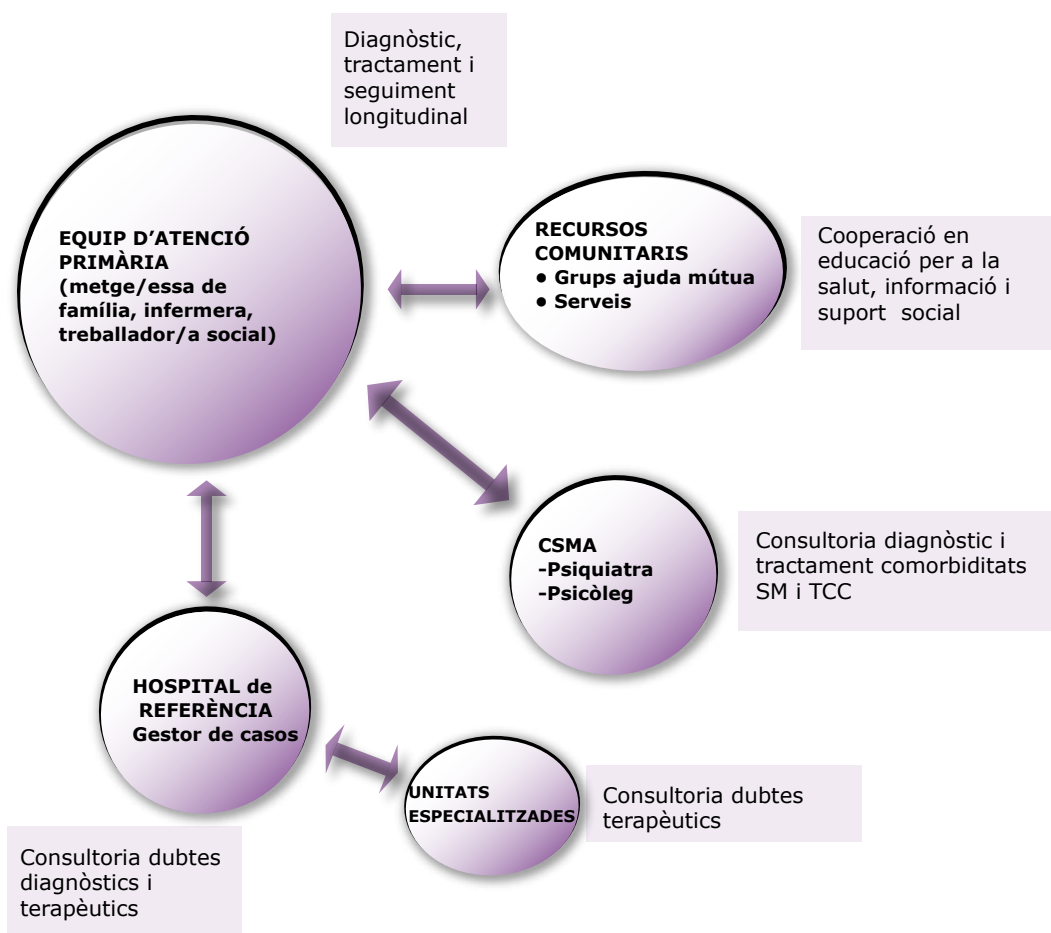 Diagnòstic,
tractament i
seguiment
longitudinal
EQUIP D'ATENCIÓ
PRIMÀRIA
(metge/essa de
família, infermera,
treballador/a social)
RECURSOS
COMUNITARIS
• Grups ajuda mútua
• Serveis
Cooperació en
educació per a la
salut, informació i
suport social
CSMA
-Psiquiatra
-Psicòleg
Consultoria diagnòstic i
tractament comorbiditats
SM i TCC
HOSPITAL de
REFERÈNCIA
Gestor de casos
UNITATS
ESPECIALITZADES
Consultoria dubtes
terapèutics
Consultoria dubtes
diagnòstics i
terapèutics